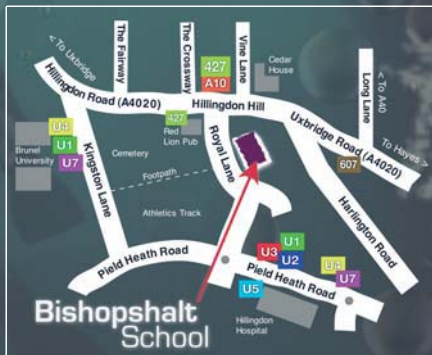 < To Uxbridge
The Fairway
The Crossway
427
A10
Vine Lane
Cedar
House
Long Lane
< To A40
Hillingdon Road (A4020)
Hillingdon Hill
427
Red
Lion Pub
Uxbridge Road (A4020)
To Hayes >
607
U4
U1
U7
Brunel
University
Kingston Lane
Cemetery
Footpath
Royal Lane
Athletics Track
Harlington Road
Pield Heath Road
U3
U1
U2
Pield Heath Road
U4
U7
U5
Hillingdon
Hospital
Bishopshalt
School